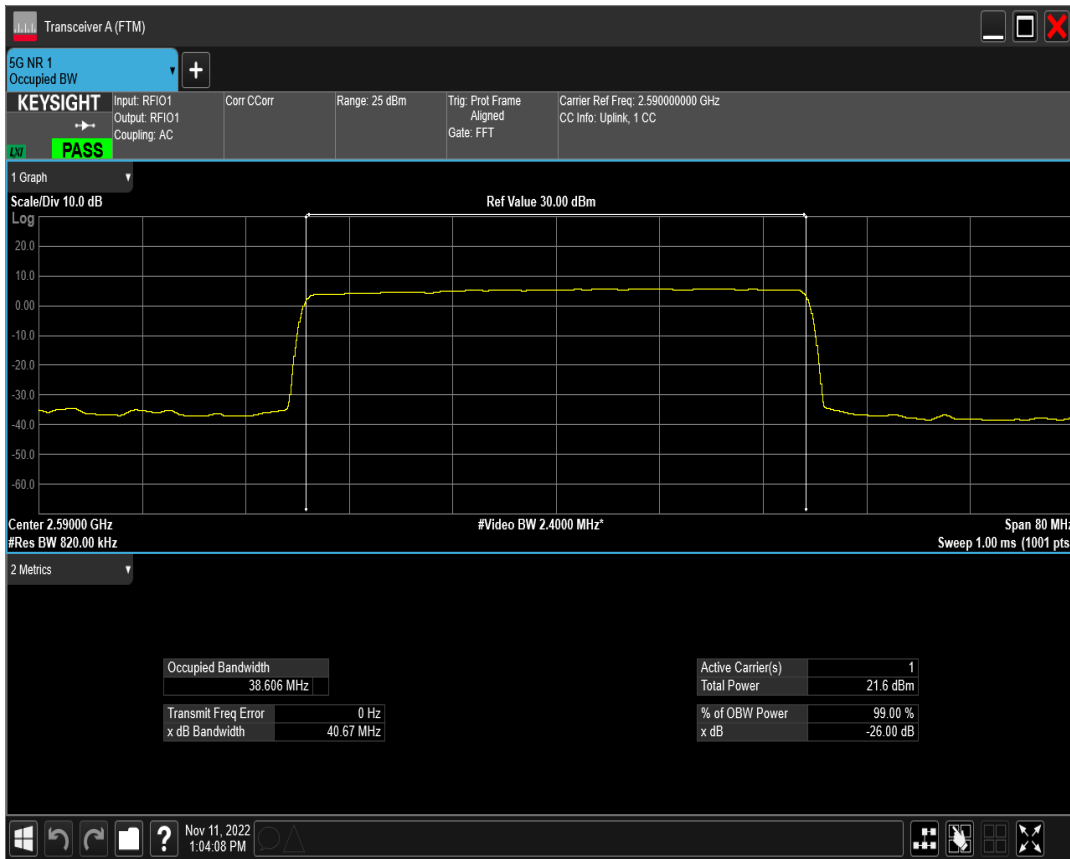 Transceiver A (FTM)
5G NR 1
Occupied BW
+
KEYSIGHT
LXI
PASS
Input: RFIO1
Output: RFIO1
Coupling: AC
Corr CCorr
Range: 25 dBm
Trig: Prot Frame
Aligned
Gate: FFT
Carrier Ref Freq: 2.590000000 GHz
CC Info: Uplink, 1 CC
1 Graph
Scale/Div 10.0 dB
Ref Value 30.00 dBm
Log
20.0
10.0
0.00
-10.0
-20.0
-30.0
-40.0
-50.0
-60.0
Center 2.59000 GHz
#Video BW 2.4000 MHz*
Span 80 MHz
#Res BW 820.00 kHz
Sweep 1.00 ms (1001 pts
2 Metrics
Occupied Bandwidth
38.606 MHz
Transmit Freq Error 0 Hz
x dB Bandwidth 40.67 MHz
Active Carrier(s) 1
Total Power 21.6 dBm
% of OBW Power 99.00 %
x dB -26.00 dB
?
Nov 11, 2022
1:04:08 PM